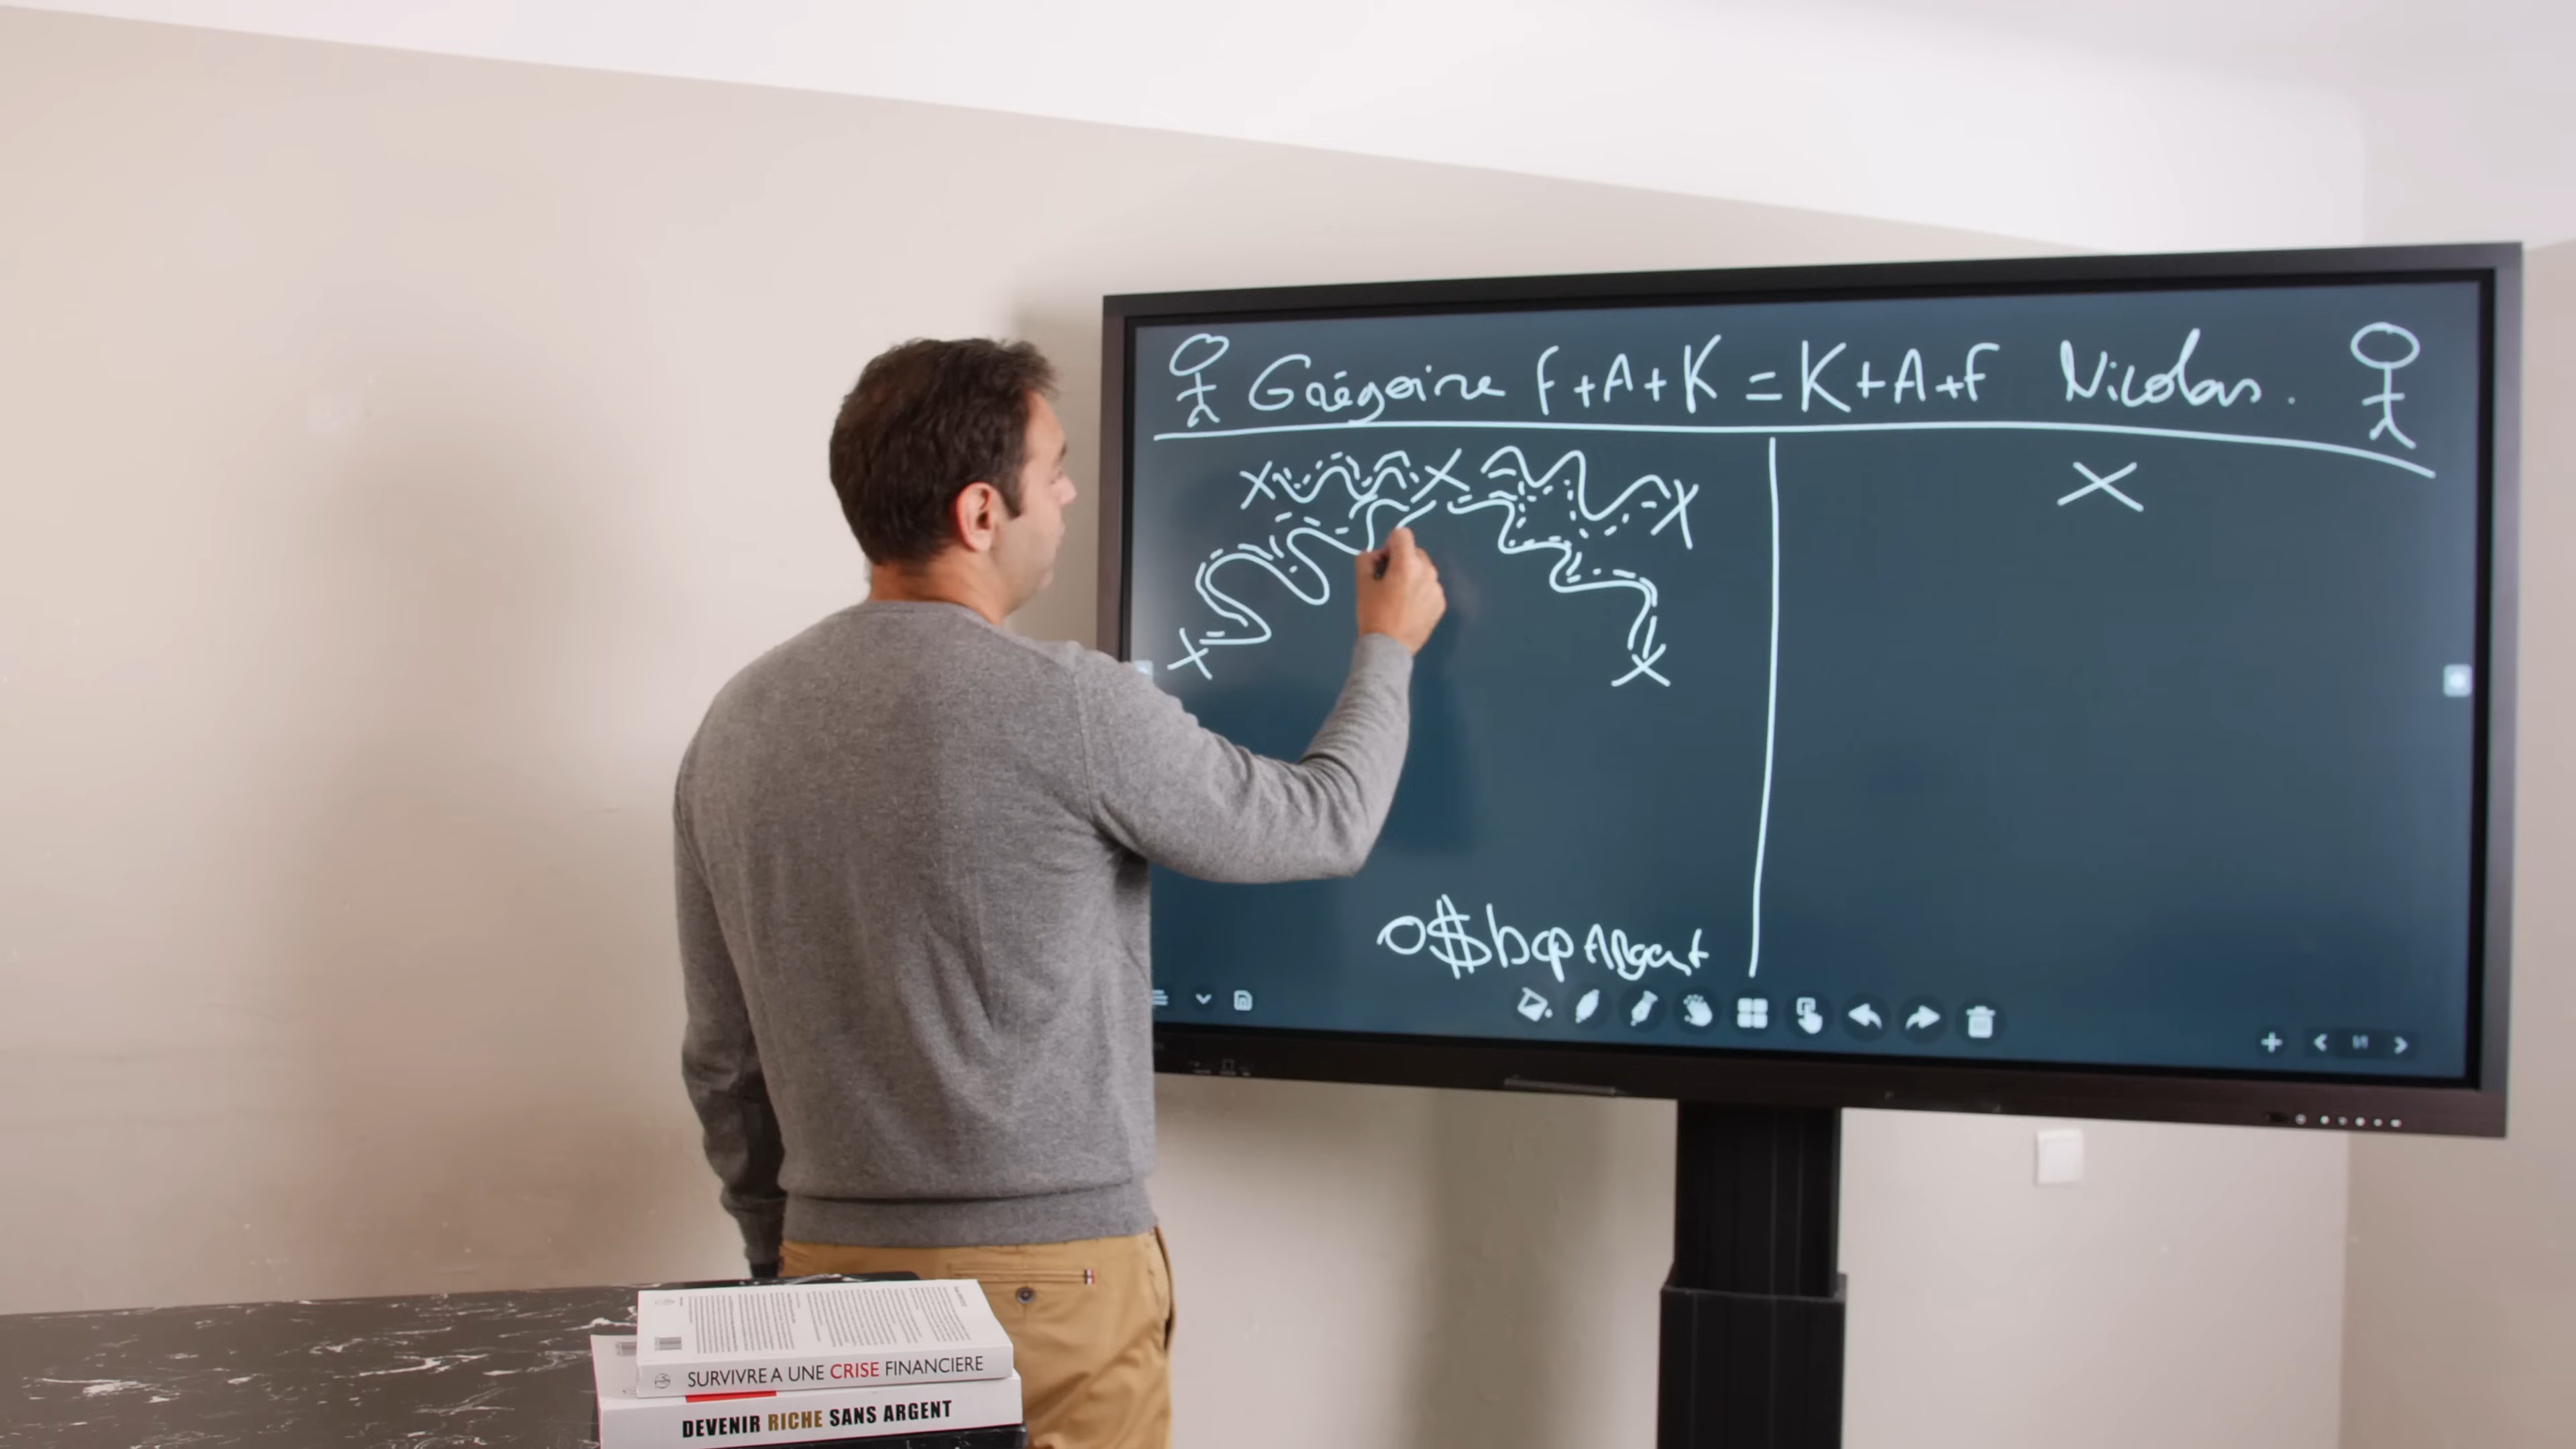 Grégoire F+A+K = K+A+F Nicolas.
X X X X
X X
0$ bcp Argent
SURVIVRE A UNE CRISE FINANCIERE
DEVENIR RICHE SANS ARGENT